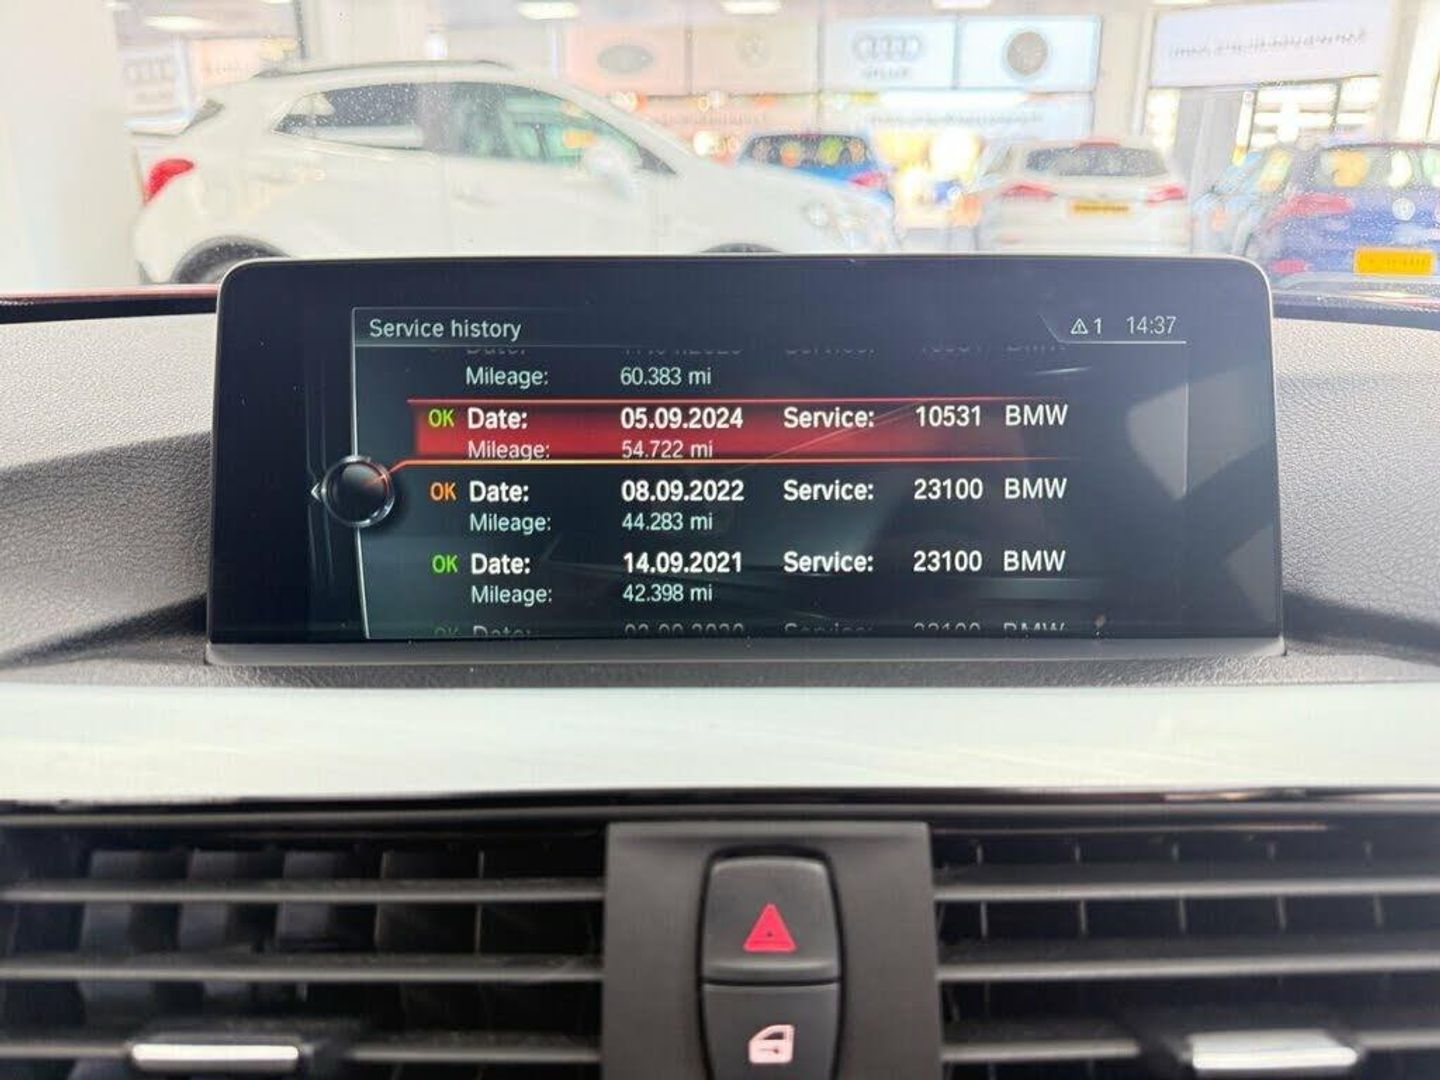 Service history
1 14:37
Mileage: 60.383 mi
OK Date: 05.09.2024 Service: 10531 BMW
Mileage: 54.722 mi
OK Date: 08.09.2022 Service: 23100 BMW
Mileage: 44.283 mi
OK Date: 14.09.2021 Service: 23100 BMW
Mileage: 42.398 mi